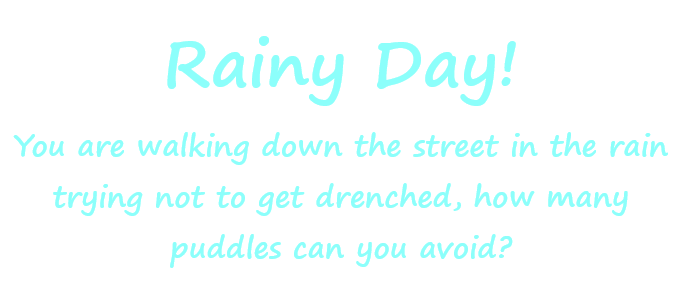 Rainy Day!
You are walking down the street in the rain
trying not to get drenched, how many
puddles can you avoid?